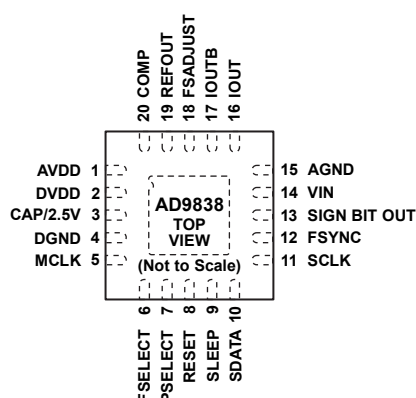 20 COMP
19 REFOUT
18 FSADJUST
17 IOUTB
16 IOUT
AVDD 1
DVDD 2
CAP/2.5V 3
DGND 4
MCLK 5
AD9838
TOP
VIEW
(Not to Scale)
15 AGND
14 VIN
13 SIGN BIT OUT
12 FSYNC
11 SCLK
FSELECT 6
PSELECT 7
RESET 8
SLEEP 9
SDATA 10